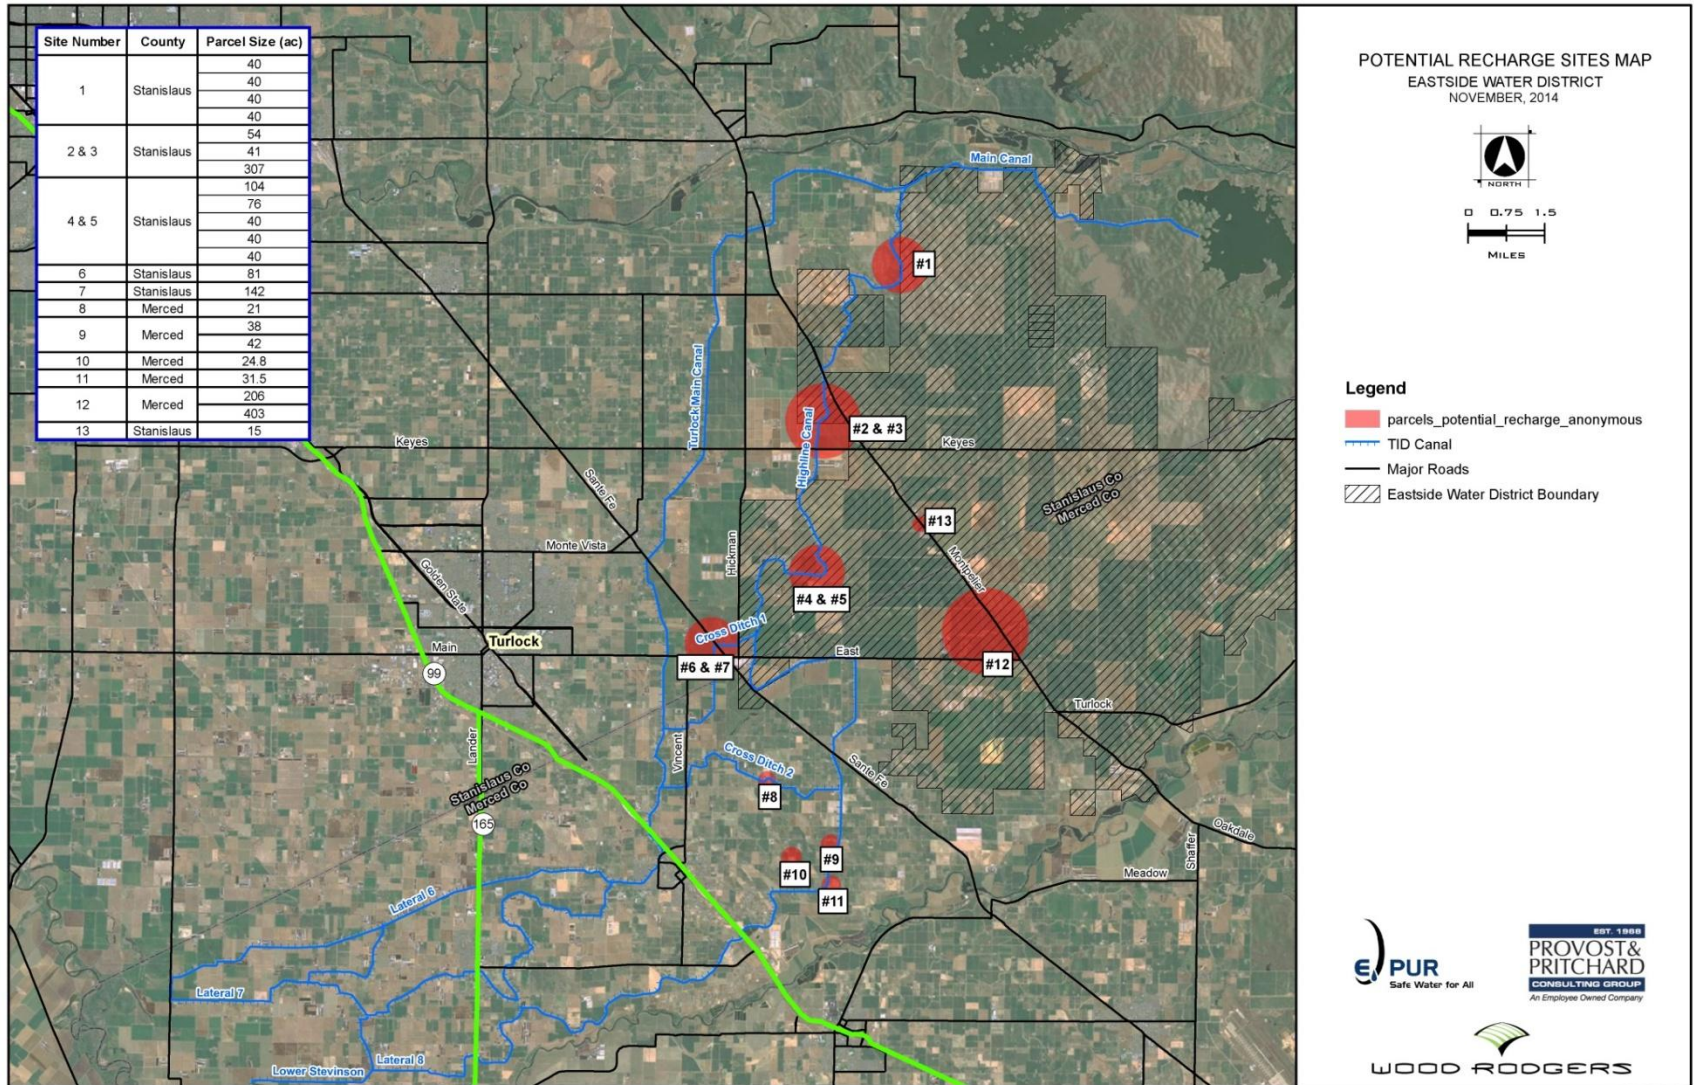 Site Number County Parcel Size (ac)
1 Stanislaus 40
40
40
40
2 & 3 Stanislaus 54
41
307
4 & 5 Stanislaus 104
76
40
40
40
6 Stanislaus 81
7 Stanislaus 142
8 Merced 21
9 Merced 38
42
10 Merced 24.8
11 Merced 31.5
12 Merced 206
403
13 Stanislaus 15
POTENTIAL RECHARGE SITES MAP
EASTSIDE WATER DISTRICT
NOVEMBER, 2014
NORTH
0 0.75 1.5
MILES
Legend
parcels_potential_recharge_anonymous
TID Canal
Major Roads
Eastside Water District Boundary
Main Canal
#1
Turlock Main Canal
Highline Canal
#2 & #3
Keyes
Keyes
Sante Fe
Stanislaus Co
Merced Co
#13
Monte Vista
Hickman
Montpelier
Golden State
#4 & #5
Cross Ditch 1
Turlock
Main
East
#6 & #7
#12
99
Turlock
Lander
Vincent
Cross Ditch 2
Sante Fe
Stanislaus Co
Merced Co
#8
165
Oakdale
Shaffer
#9
#10
Meadow
#11
Lateral 6
Lateral 7
Lateral 8
Lower Stevinson
PUR
Safe Water for All
EST. 1968
PROVOST &
PRITCHARD
CONSULTING GROUP
An Employee Owned Company
WOOD RODGERS